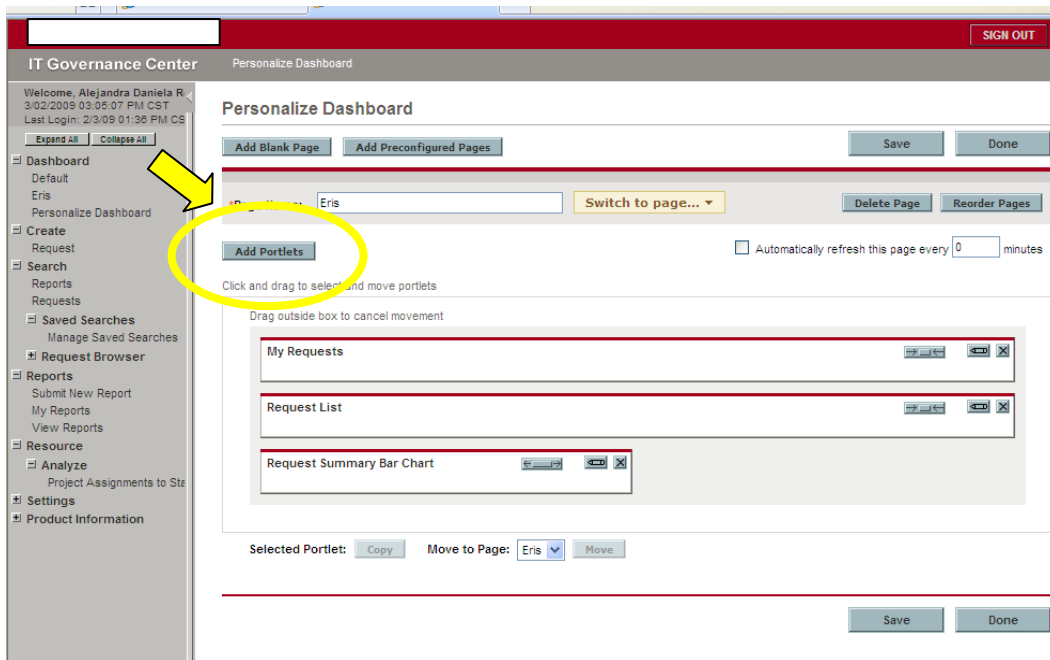 SIGN OUT
IT Governance Center
Personalize Dashboard
Welcome, Alejandra Daniela R
3/02/2009 03:05:07 PM CST
Last Login: 2/3/09 01:36 PM CS
Expand All
Collapse All
Dashboard
Default
Eris
Personalize Dashboard
Create
Request
Search
Reports
Requests
Saved Searches
Manage Saved Searches
Request Browser
Reports
Submit New Report
My Reports
View Reports
Resource
Analyze
Project Assignments to Sta
Settings
Product Information
Personalize Dashboard
Add Blank Page
Add Preconfigured Pages
Save
Done
Eris
Switch to page...
Delete Page
Reorder Pages
Add Portlets
Automatically refresh this page every 0 minutes
Click and drag to select and move portlets
Drag outside box to cancel movement
My Requests
Request List
Request Summary Bar Chart
Selected Portlet: Copy Move to Page: Eris Move
Save
Done